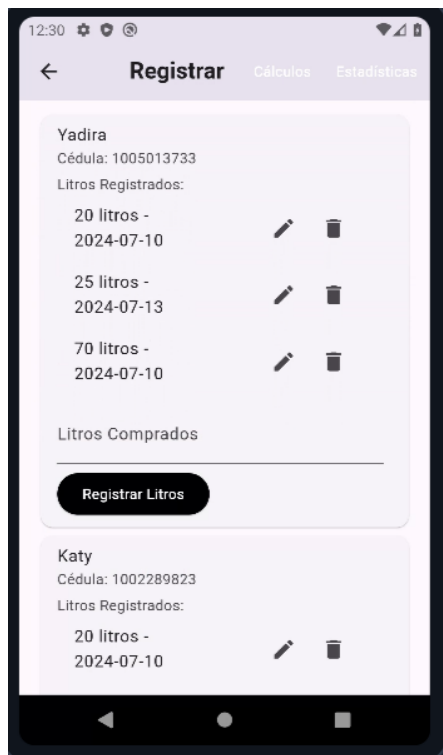 12:30
Registrar Cálculos Estadísticas
Yadira
Cédula: 1005013733
Litros Registrados:
20 litros -
2024-07-10
25 litros -
2024-07-13
70 litros -
2024-07-10
Litros Comprados
Registrar Litros
Katy
Cédula: 1002289823
Litros Registrados:
20 litros -
2024-07-10